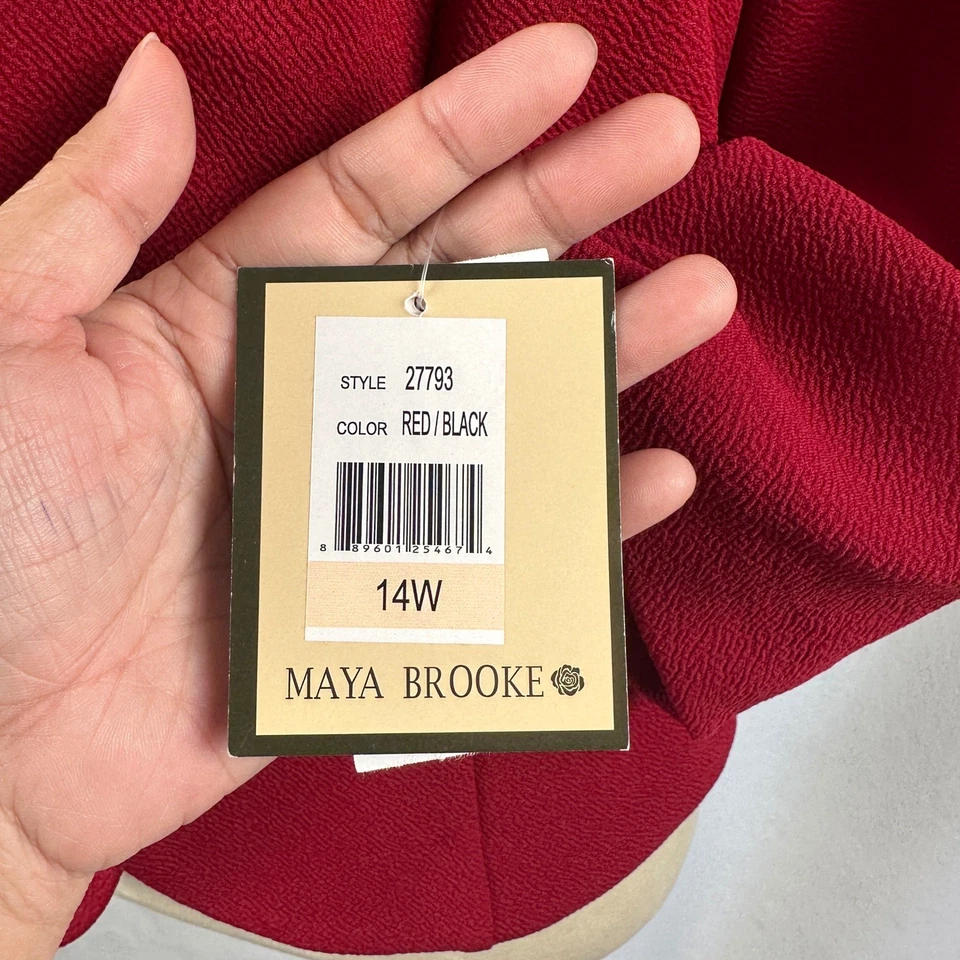 STYLE 27793
COLOR RED / BLACK
8 89601 25467 4
14W
MAYA BROOKE